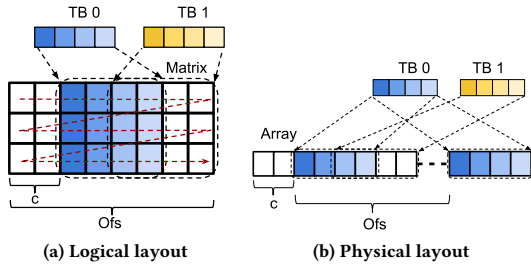 TB 0
TB 1
Matrix
c
Ofs
(a) Logical layout
TB 0
TB 1
Array
c
Ofs
(b) Physical layout